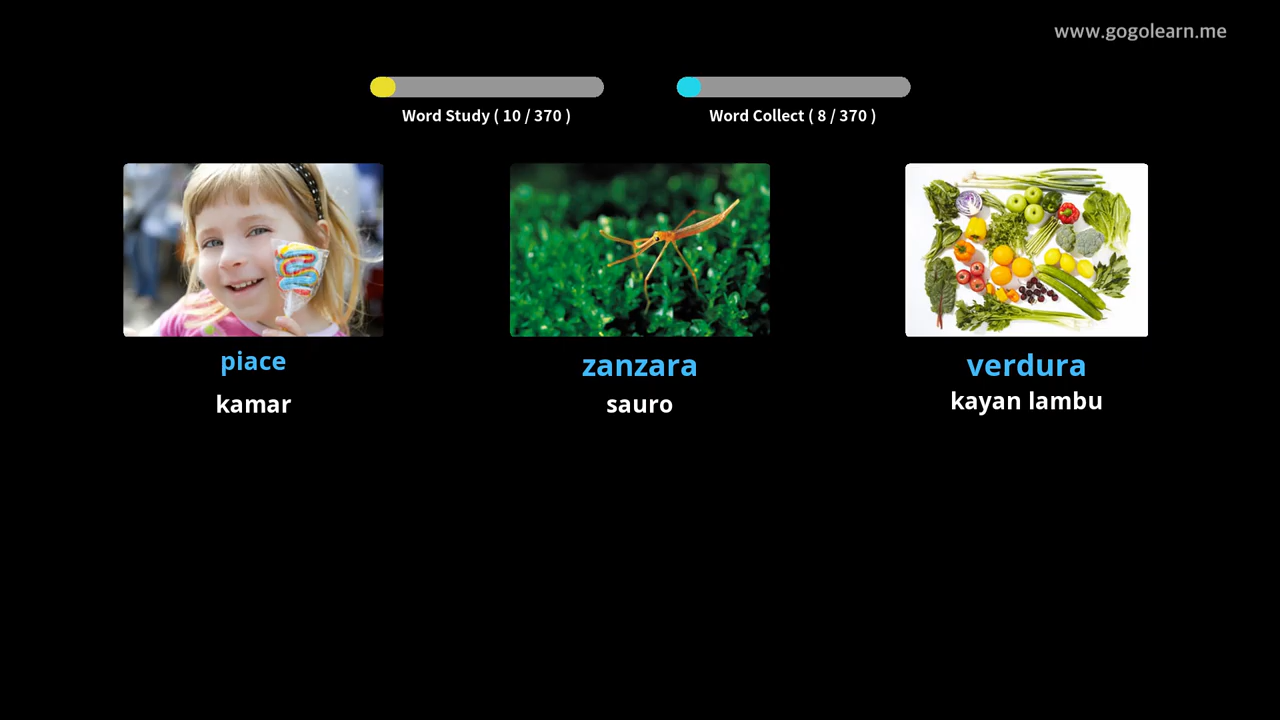 www.gogolearn.me
Word Study ( 10 / 370 )
Word Collect ( 8 / 370 )
piace
kamar
zanzara
sauro
verdura
kayan lambu